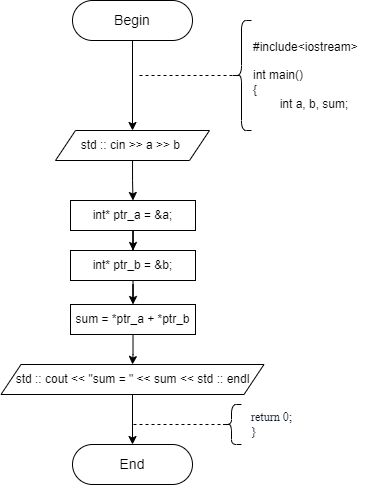 Begin
#include<iostream>
int main()
{
int a, b, sum;
std :: cin >> a >> b
int* ptr_a = &a;
int* ptr_b = &b;
sum = *ptr_a + *ptr_b
std :: cout << "sum = " << sum << std :: endl
return 0;
}
End